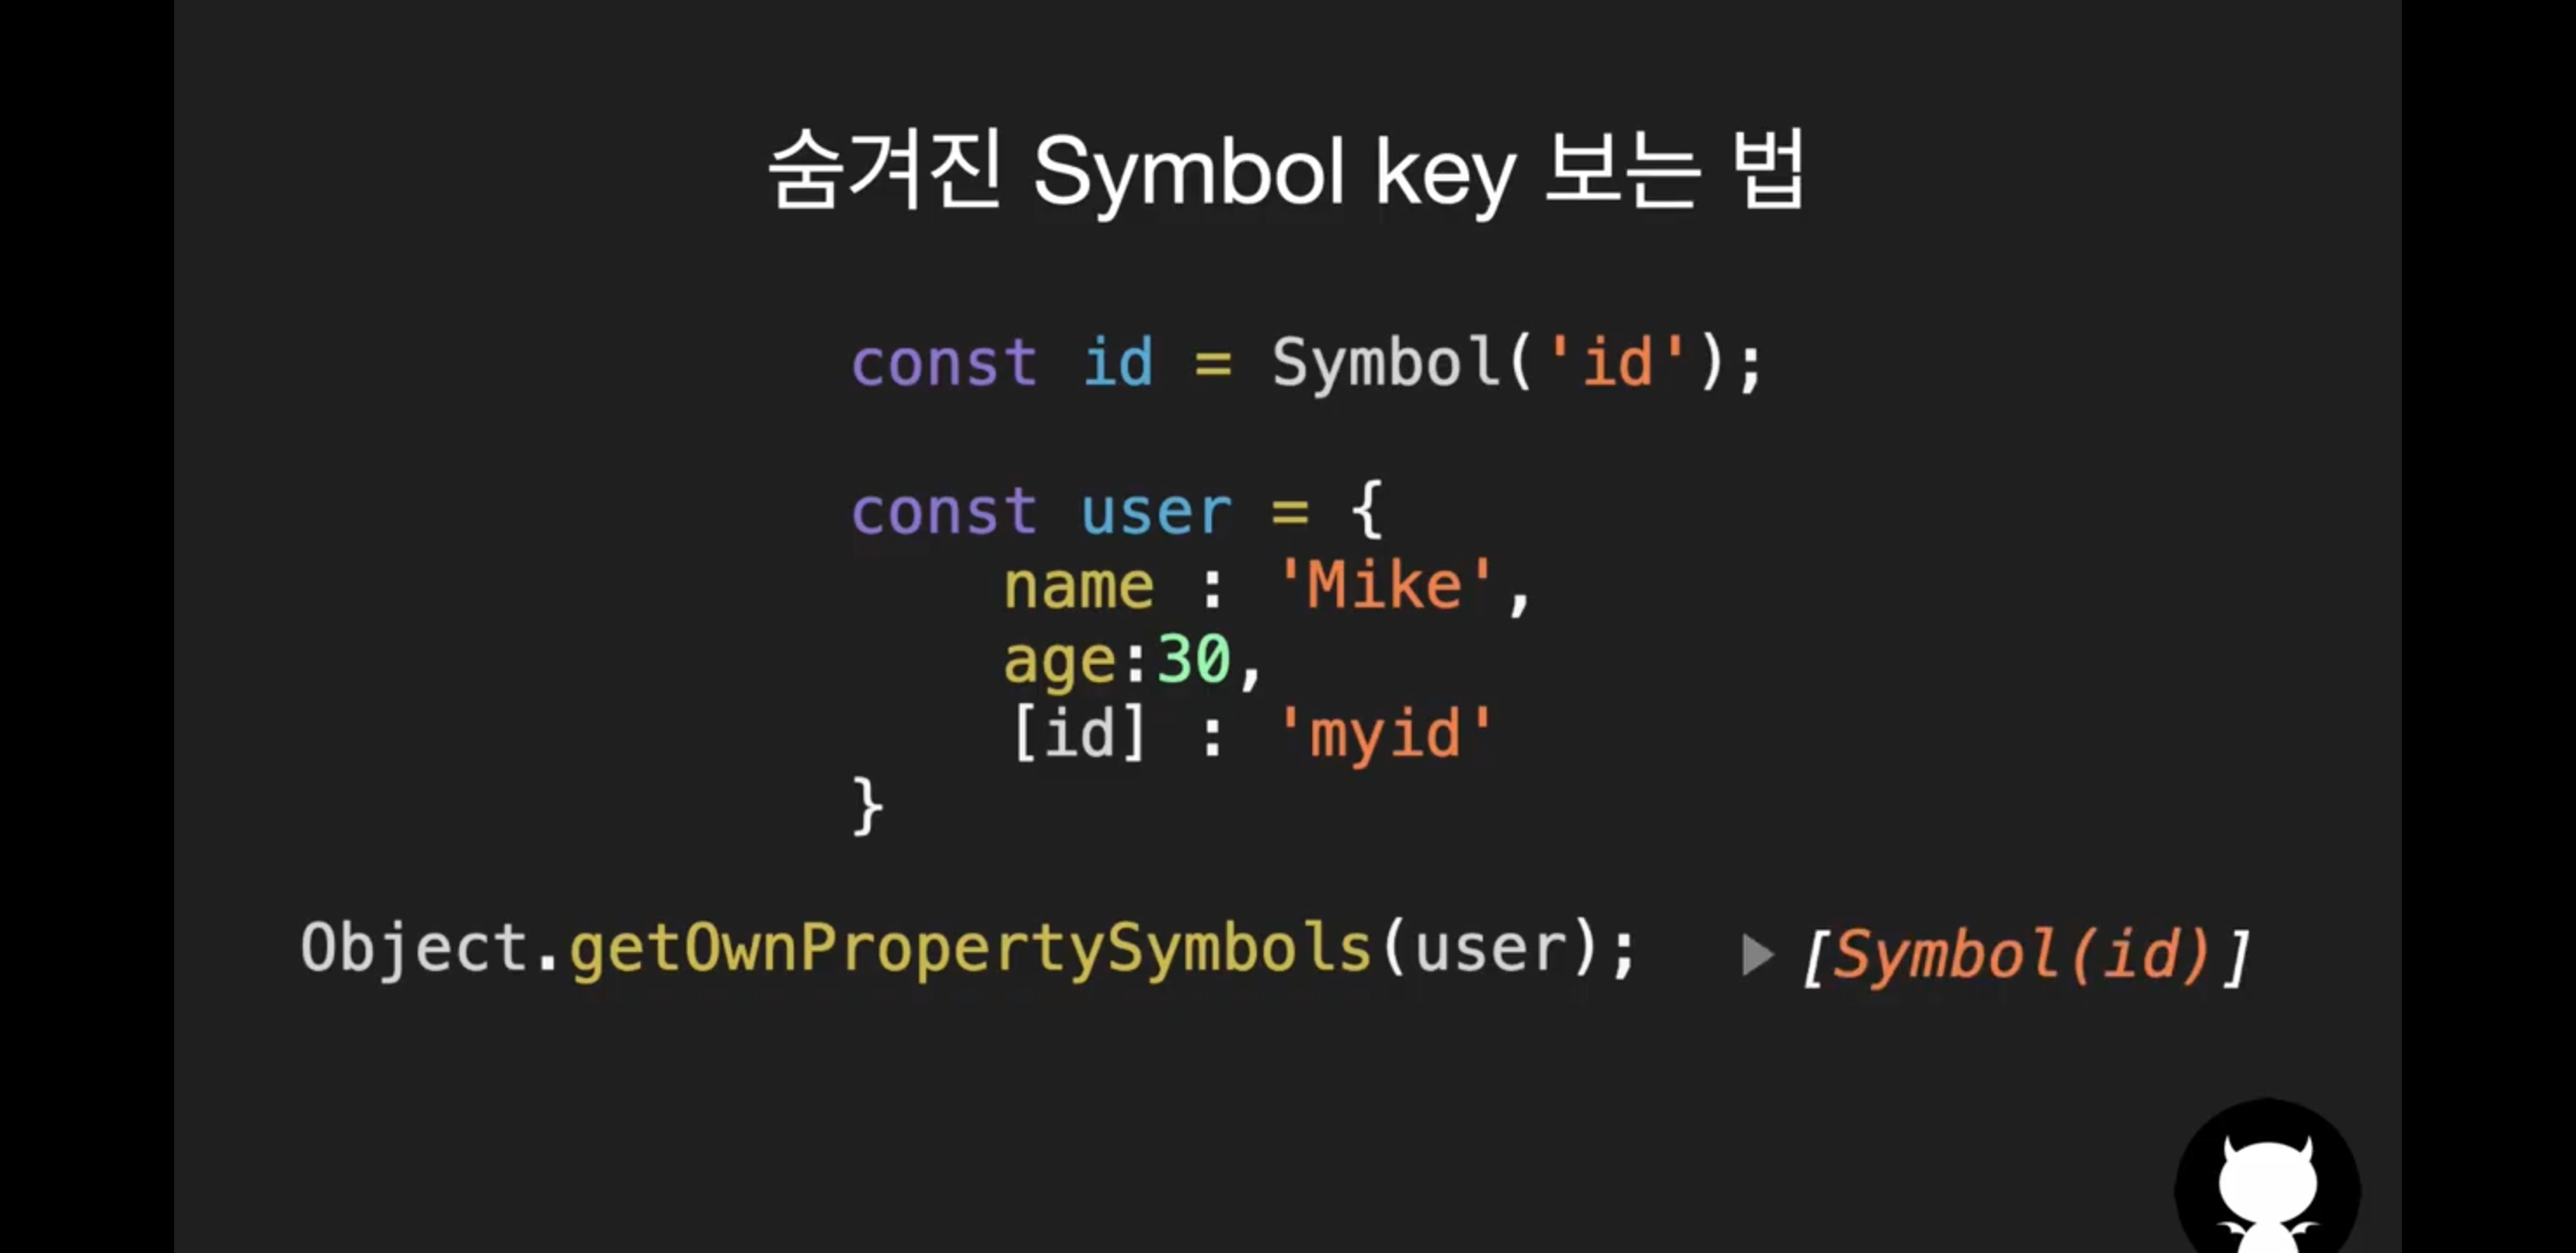 숨겨진 Symbol key 보는 법
const id = Symbol('id');
const user = {
name : 'Mike',
age:30,
[id] : 'myid'
}
Object.getOwnPropertySymbols(user); ▶ [Symbol(id)]